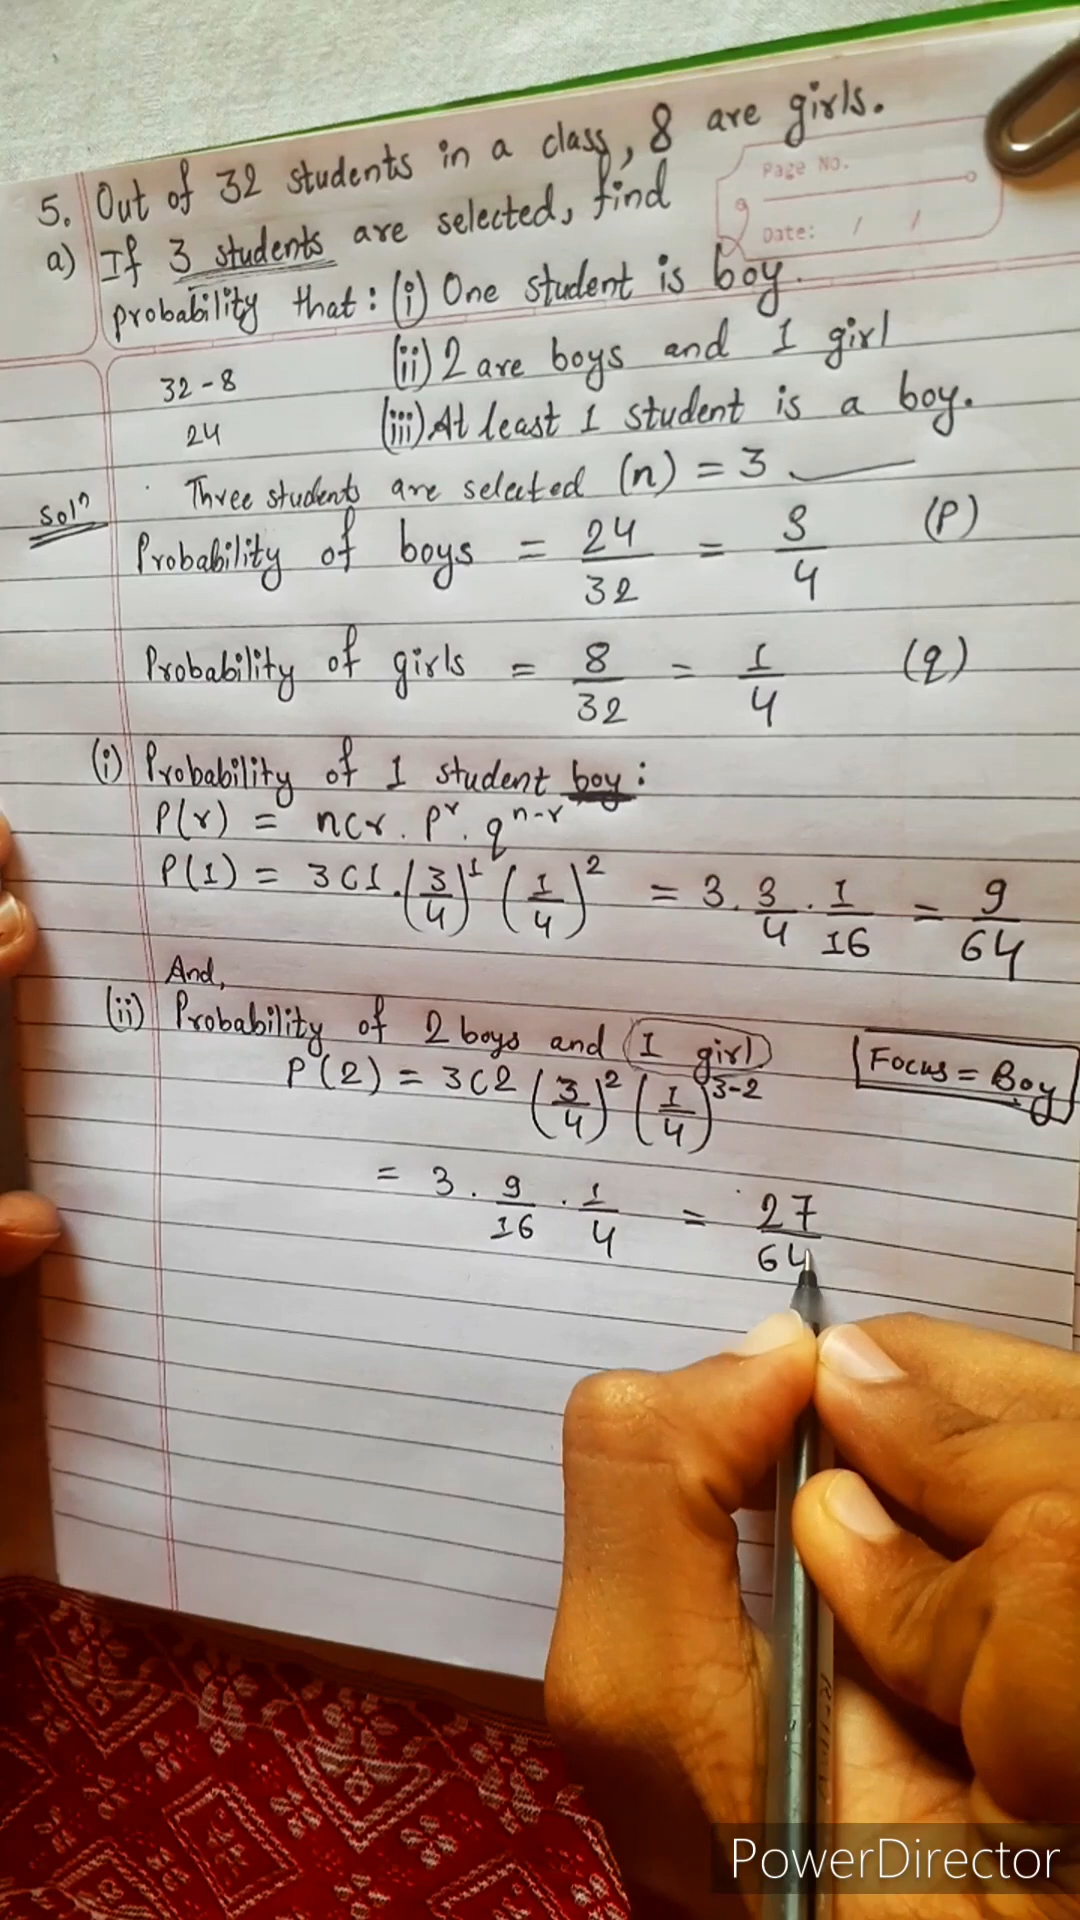 5. Out of 32 students in a class, 8 are girls.
Page No.
Date: / /
a) If 3 students are selected, find
probability that : (i) One student is boy.
(ii) 2 are boys and 1 girl
(iii) At least 1 student is a boy.
32 - 8
24
Solⁿ
Three students are selected (n) = 3
Probability of boys = 24/32 = 3/4 (P)
Probability of girls = 8/32 = 1/4 (q)
(i) Probability of 1 student boy :
P(r) = ncr . p^r . q^n-r
P(1) = 3C1 . (3/4)^1 (1/4)^2 = 3 . 3/4 . 1/16 = 9/64
And,
(ii) Probability of 2 boys and 1 girl
Focus = Boy
P(2) = 3C2 (3/4)^2 (1/4)^3-2
= 3 . 9/16 . 1/4 = 27/64
PowerDirector